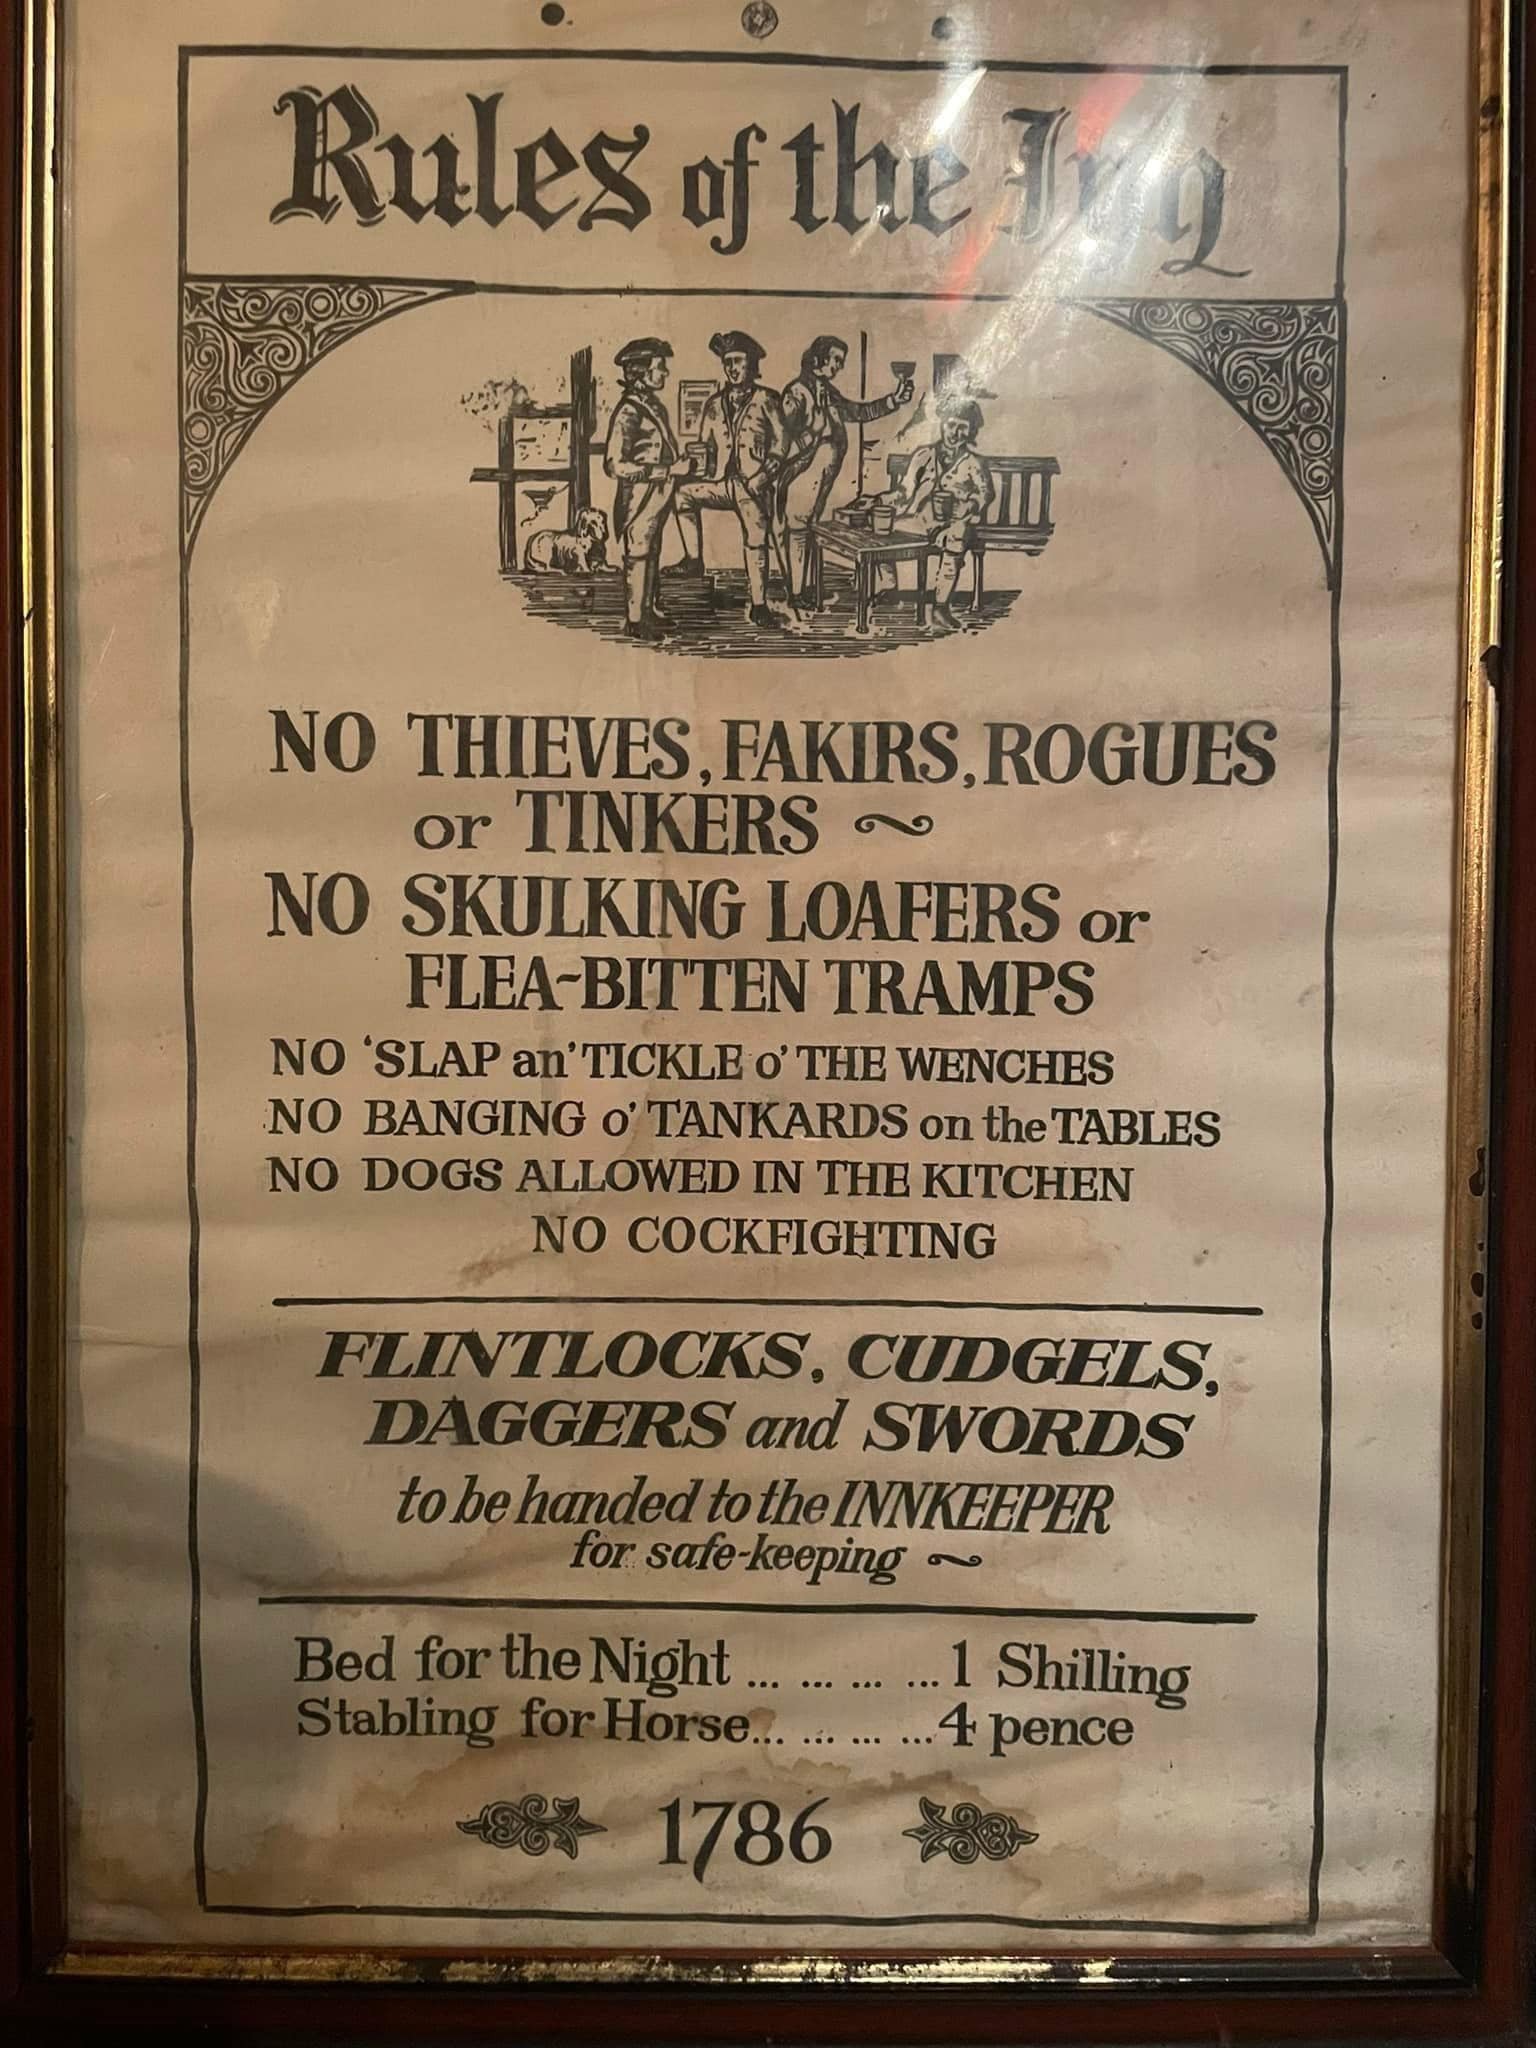 Rules of the Inn
NO THIEVES, FAKIRS, ROGUES
or TINKERS ~
NO SKULKING LOAFERS or
FLEA-BITTEN TRAMPS
NO 'SLAP an' TICKLE o' THE WENCHES
NO BANGING o' TANKARDS on the TABLES
NO DOGS ALLOWED IN THE KITCHEN
NO COCKFIGHTING
FLINTLOCKS, CUDGELS,
DAGGERS and SWORDS
to be handed to the INNKEEPER
for safe-keeping ~
Bed for the Night ... ... ... ... 1 Shilling
Stabling for Horse... ... ... ... 4 pence
1786